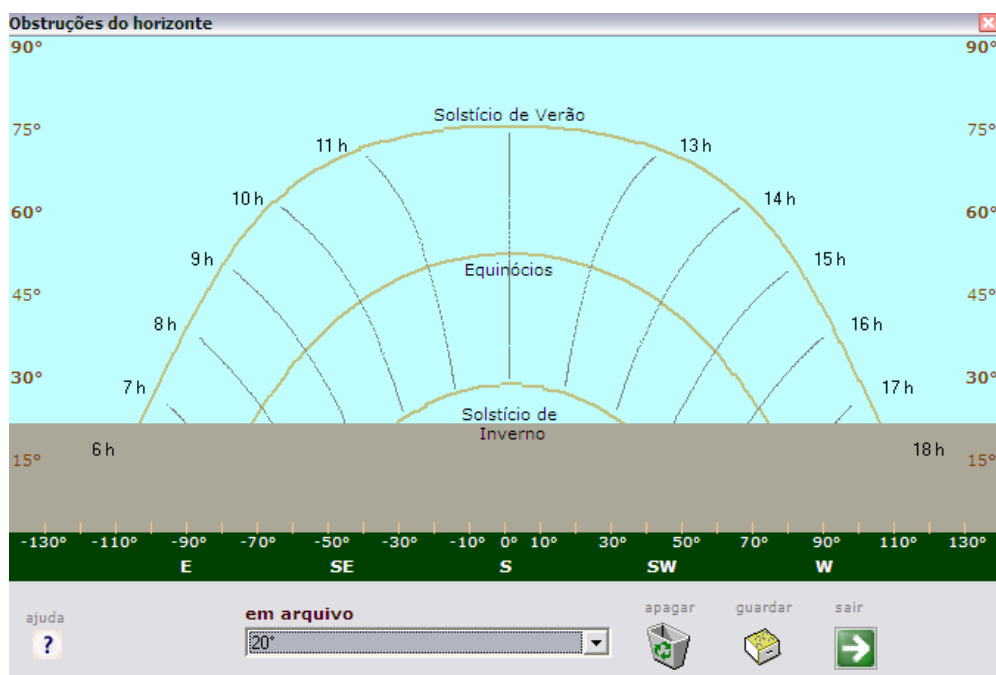 Obstruções do horizonte
90° 90°
Solstício de Verão
75° 75°
11 h 13 h
10 h 14 h
60° 60°
9 h 15 h
Equinócios
45° 45°
8 h 16 h
30° 30°
7 h 17 h
Solstício de
Inverno
6 h 18 h
15° 15°
-130° -110° -90° -70° -50° -30° -10° 0° 10° 30° 50° 70° 90° 110° 130°
E SE S SW W
ajuda
?
em arquivo
20°
apagar guardar sair